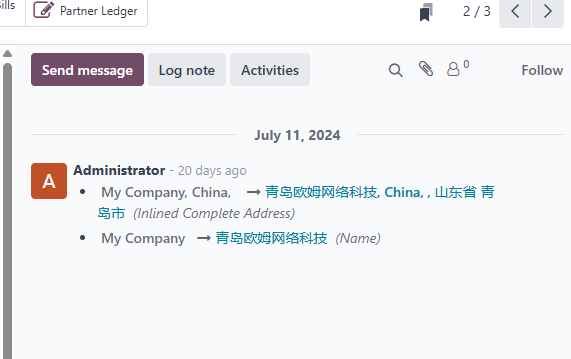 ills
Partner Ledger
2 / 3
Send message
Log note
Activities
0
Follow
July 11, 2024
A
Administrator - 20 days ago
My Company, China, → 青岛欧姆网络科技, China, , 山东省 青
岛市 (Inlined Complete Address)
My Company → 青岛欧姆网络科技 (Name)